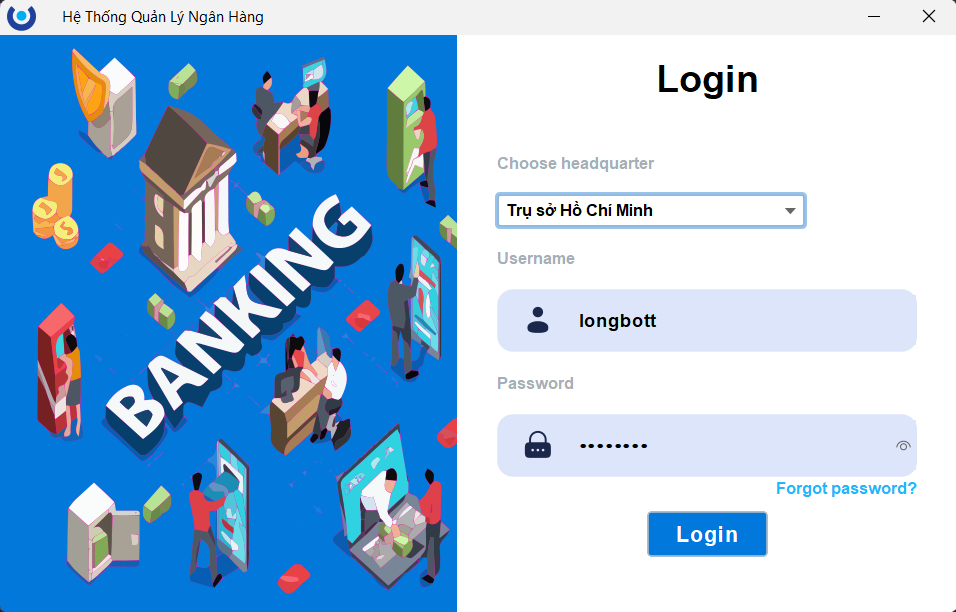 Hệ Thống Quản Lý Ngân Hàng
BANKING
Login
Choose headquarter
Trụ sở Hồ Chí Minh
Username
longbott
Password
••••••••
Forgot password?
Login